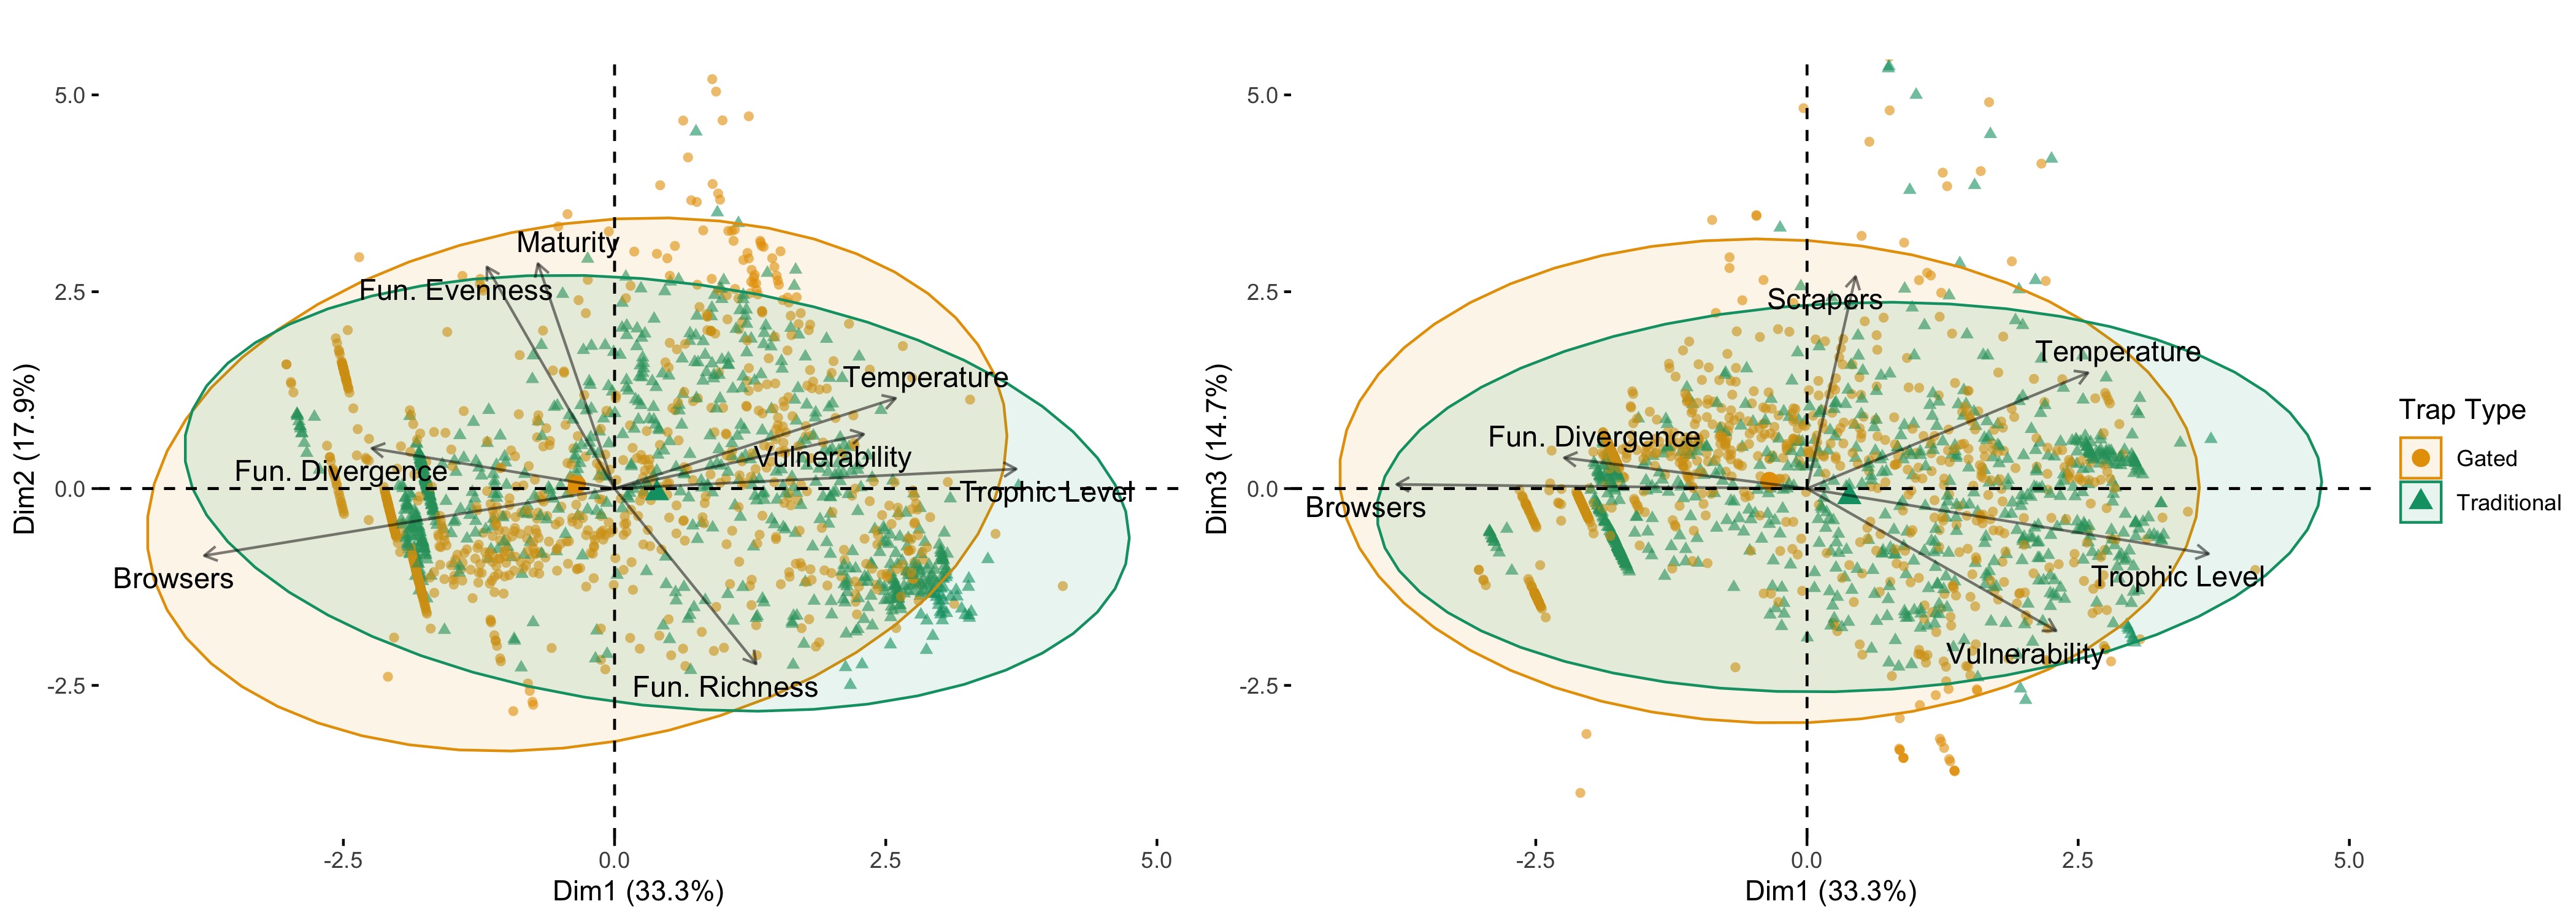 5.0
2.5
0.0
-2.5
Dim2 (17.9%)
Maturity
Fun. Evenness
Temperature
Vulnerability
Fun. Divergence
Trophic Level
Browsers
Fun. Richness
-2.5
0.0
2.5
5.0
Dim1 (33.3%)
5.0
2.5
0.0
-2.5
Dim3 (14.7%)
Scrapers
Temperature
Fun. Divergence
Browsers
Trophic Level
Vulnerability
-2.5
0.0
2.5
5.0
Dim1 (33.3%)
Trap Type
Gated
Traditional